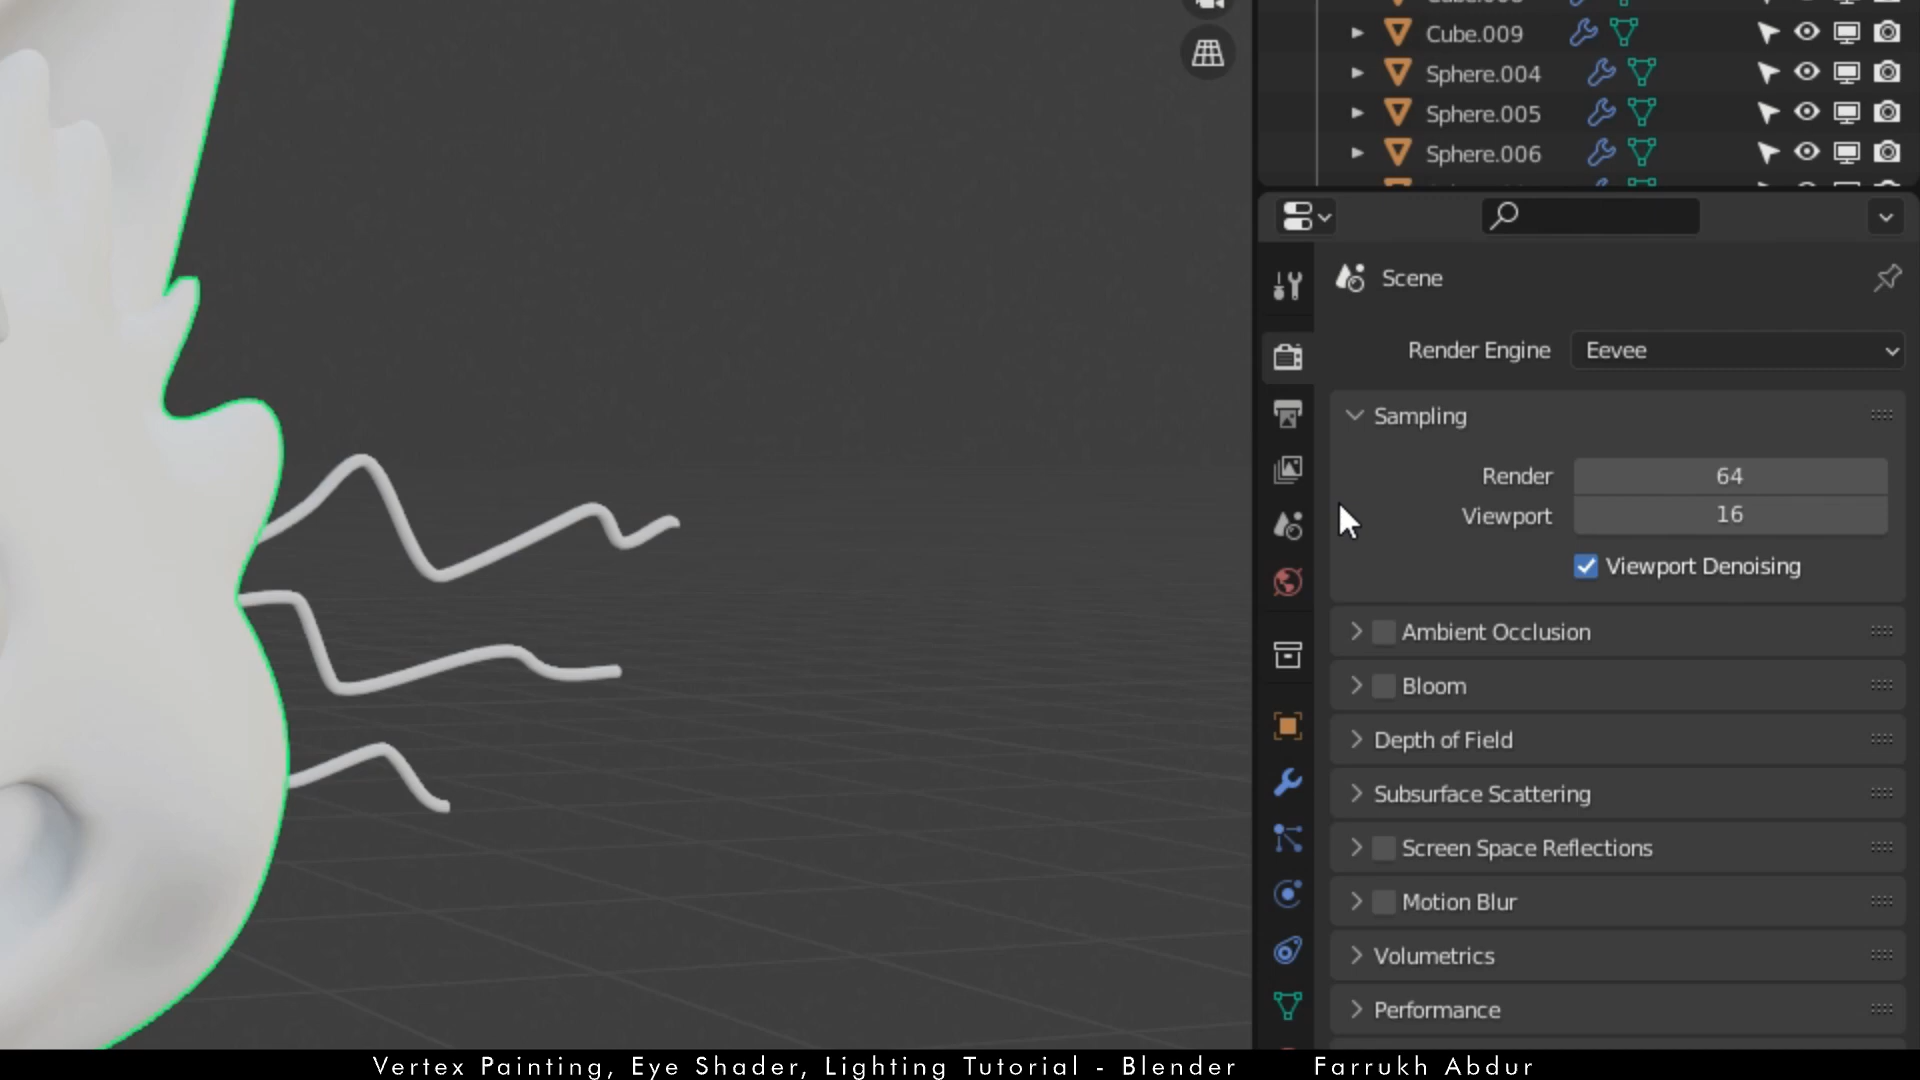 Cube.009
Sphere.004
Sphere.005
Sphere.006
Scene
Render Engine Eevee
Sampling
Render 64
Viewport 16
Viewport Denoising
Ambient Occlusion
Bloom
Depth of Field
Subsurface Scattering
Screen Space Reflections
Motion Blur
Volumetrics
Performance
Vertex Painting, Eye Shader, Lighting Tutorial - Blender Farrukh Abdur